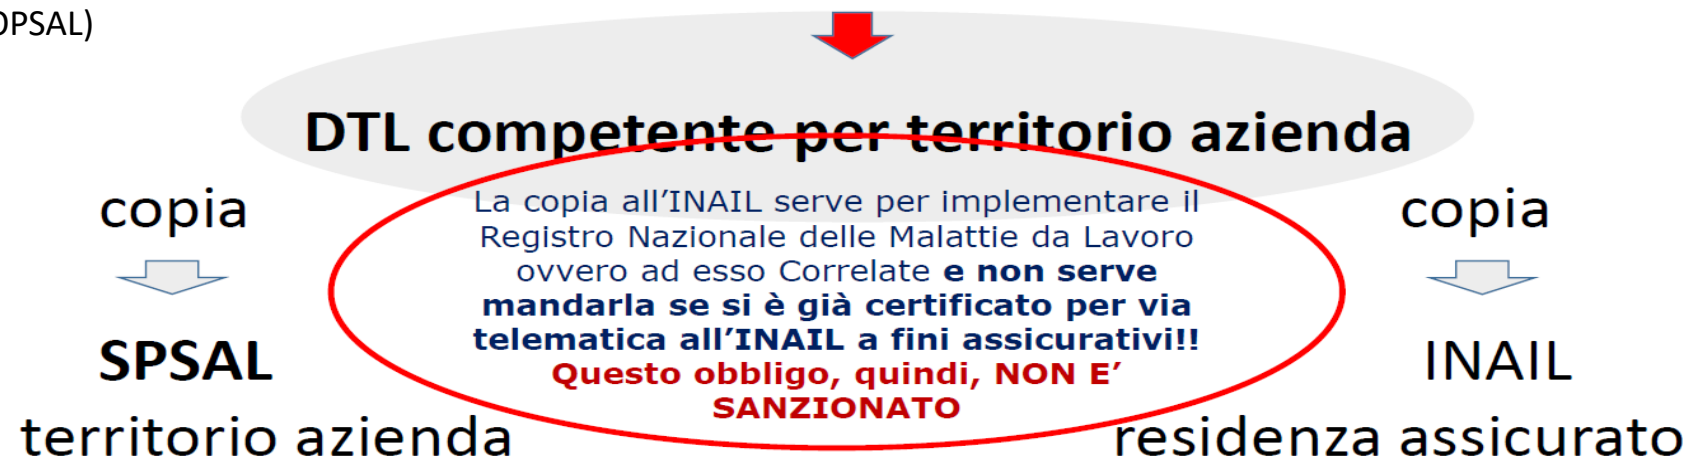 OPSAL)
DTL competente per territorio azienda
copia
La copia all'INAIL serve per implementare il
Registro Nazionale delle Malattie da Lavoro
ovvero ad esso Correlate e non serve
mandarla se si è già certificato per via
telematica all'INAIL a fini assicurativi!!
Questo obbligo, quindi, NON E'
SANZIONATO
copia
SPSAL
territorio azienda
INAIL
residenza assicurato